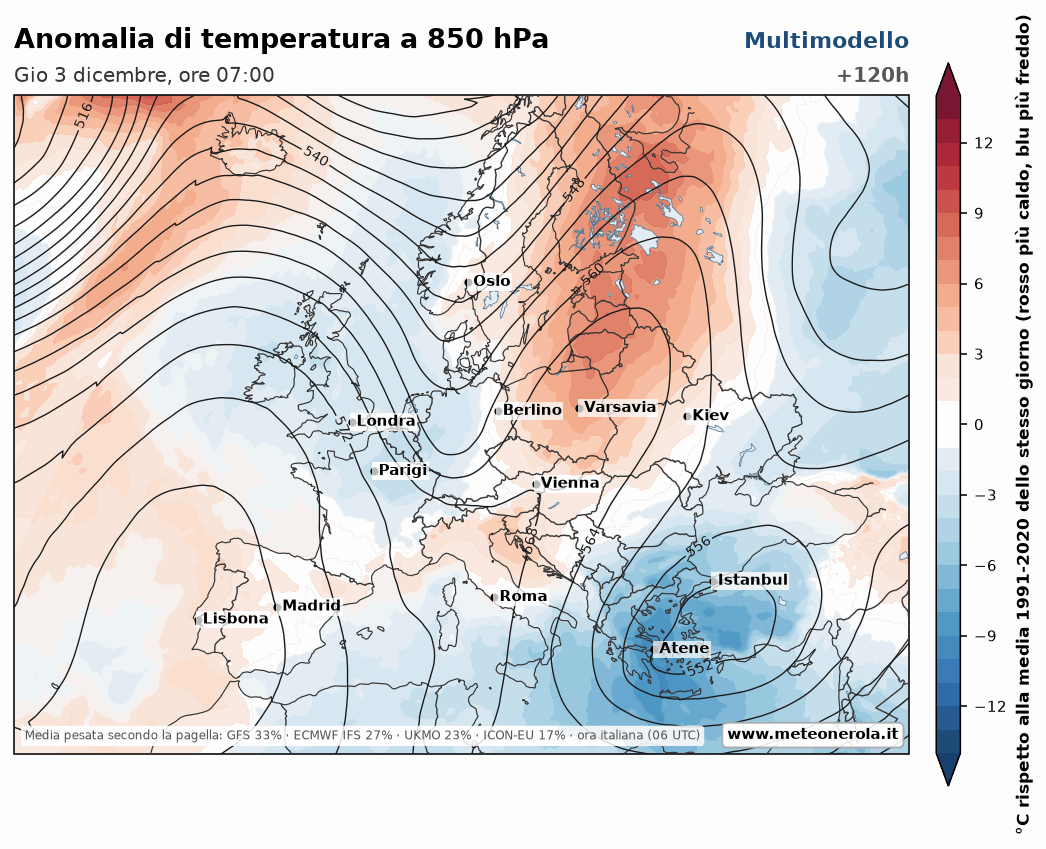 Anomalia di temperatura a 850 hPa
Multimodello
Gio 3 dicembre, ore 07:00
+120h
516
540
548
Oslo
560
Londra
Berlino
Varsavia
Kiev
Parigi
Vienna
564
556
Istanbul
Roma
Madrid
Lisbona
Atene
552
Media pesata secondo la pagella: GFS 33% · ECMWF IFS 27% · UKMO 23% · ICON-EU 17% · ora italiana (06 UTC)
www.meteonerola.it
12
9
6
3
0
−3
−6
−9
−12
°C rispetto alla media 1991-2020 dello stesso giorno (rosso più caldo, blu più freddo)